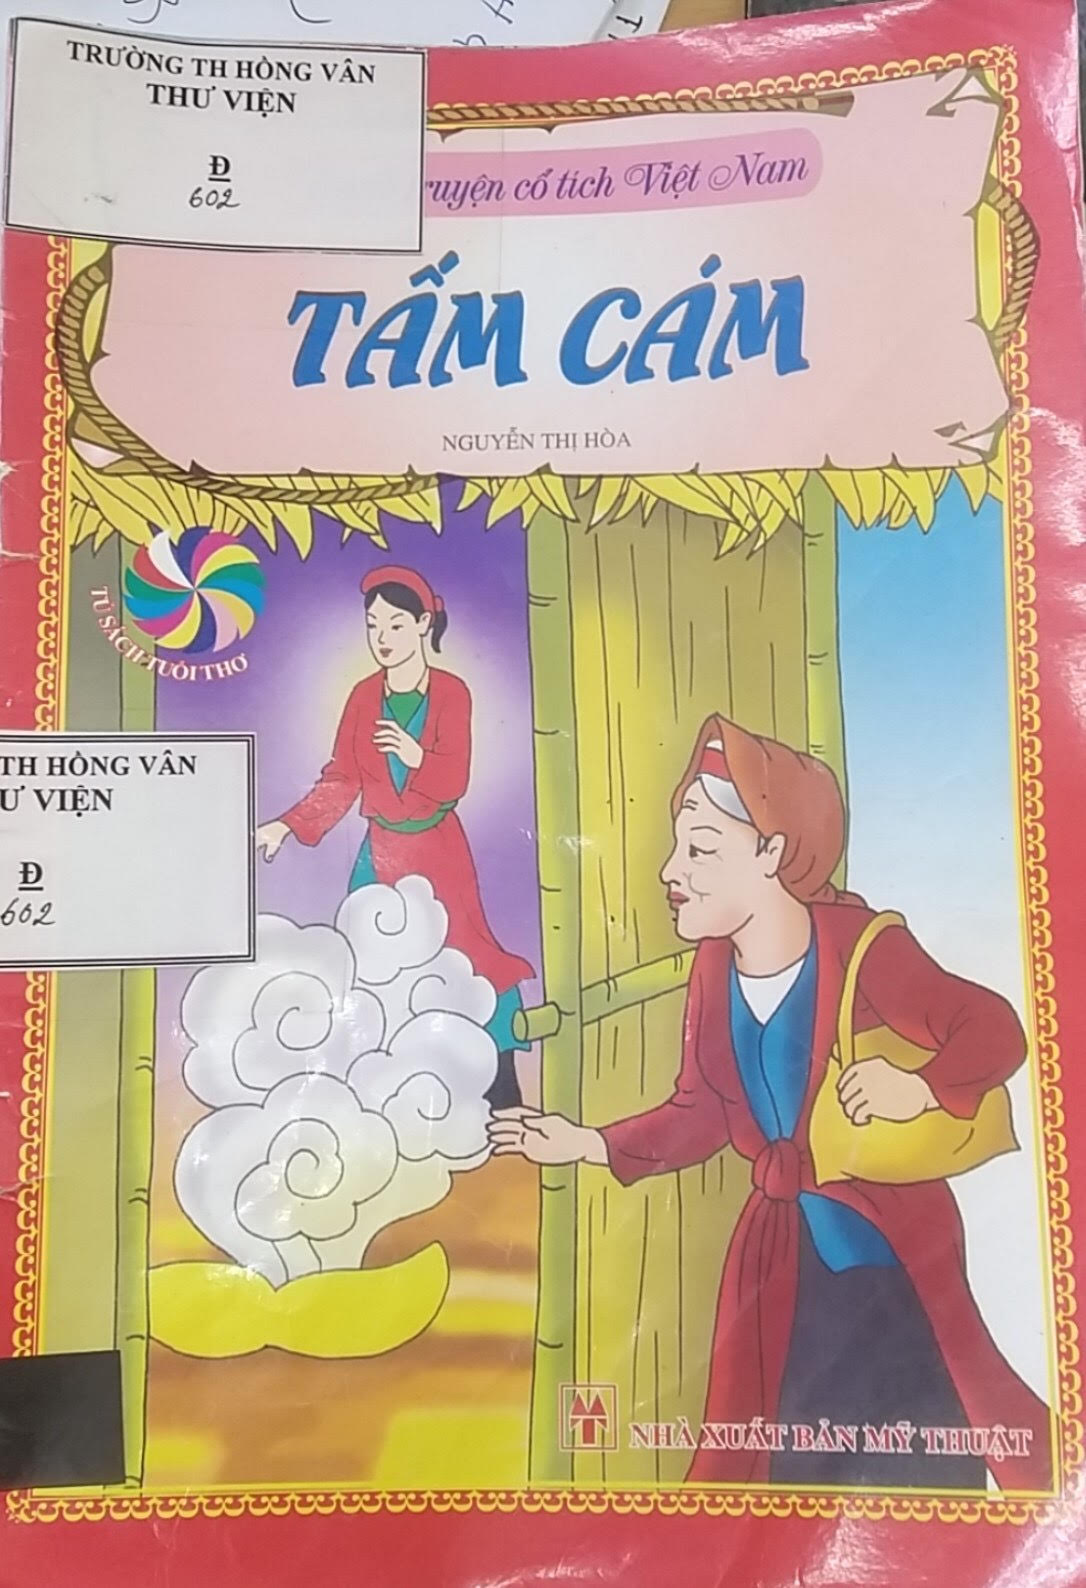 TRƯỜNG TH HỒNG VÂN
THƯ VIỆN
Đ
602
ruyện cổ tích Việt Nam
TẤM CÁM
NGUYỄN THỊ HÒA
TỦ SÁCH TUỔI THƠ
TH HỒNG VÂN
Ư VIỆN
Đ
602
NHÀ XUẤT BẢN MỸ THUẬT